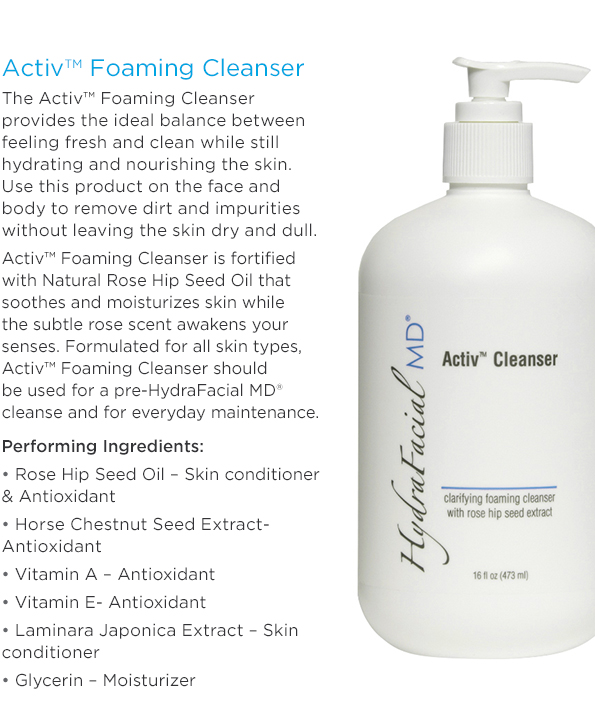 Activ™ Foaming Cleanser
The Activ™ Foaming Cleanser
provides the ideal balance between
feeling fresh and clean while still
hydrating and nourishing the skin.
Use this product on the face and
body to remove dirt and impurities
without leaving the skin dry and dull.
Activ™ Foaming Cleanser is fortified
with Natural Rose Hip Seed Oil that
soothes and moisturizes skin while
the subtle rose scent awakens your
senses. Formulated for all skin types,
Activ™ Foaming Cleanser should
be used for a pre-HydraFacial MD®
cleanse and for everyday maintenance.
Performing Ingredients:
• Rose Hip Seed Oil – Skin conditioner
& Antioxidant
• Horse Chestnut Seed Extract-
Antioxidant
• Vitamin A – Antioxidant
• Vitamin E- Antioxidant
• Laminara Japonica Extract – Skin
conditioner
• Glycerin – Moisturizer
HydraFacial MD®
Activ™ Cleanser
clarifying foaming cleanser
with rose hip seed extract
16 fl oz (473 ml)